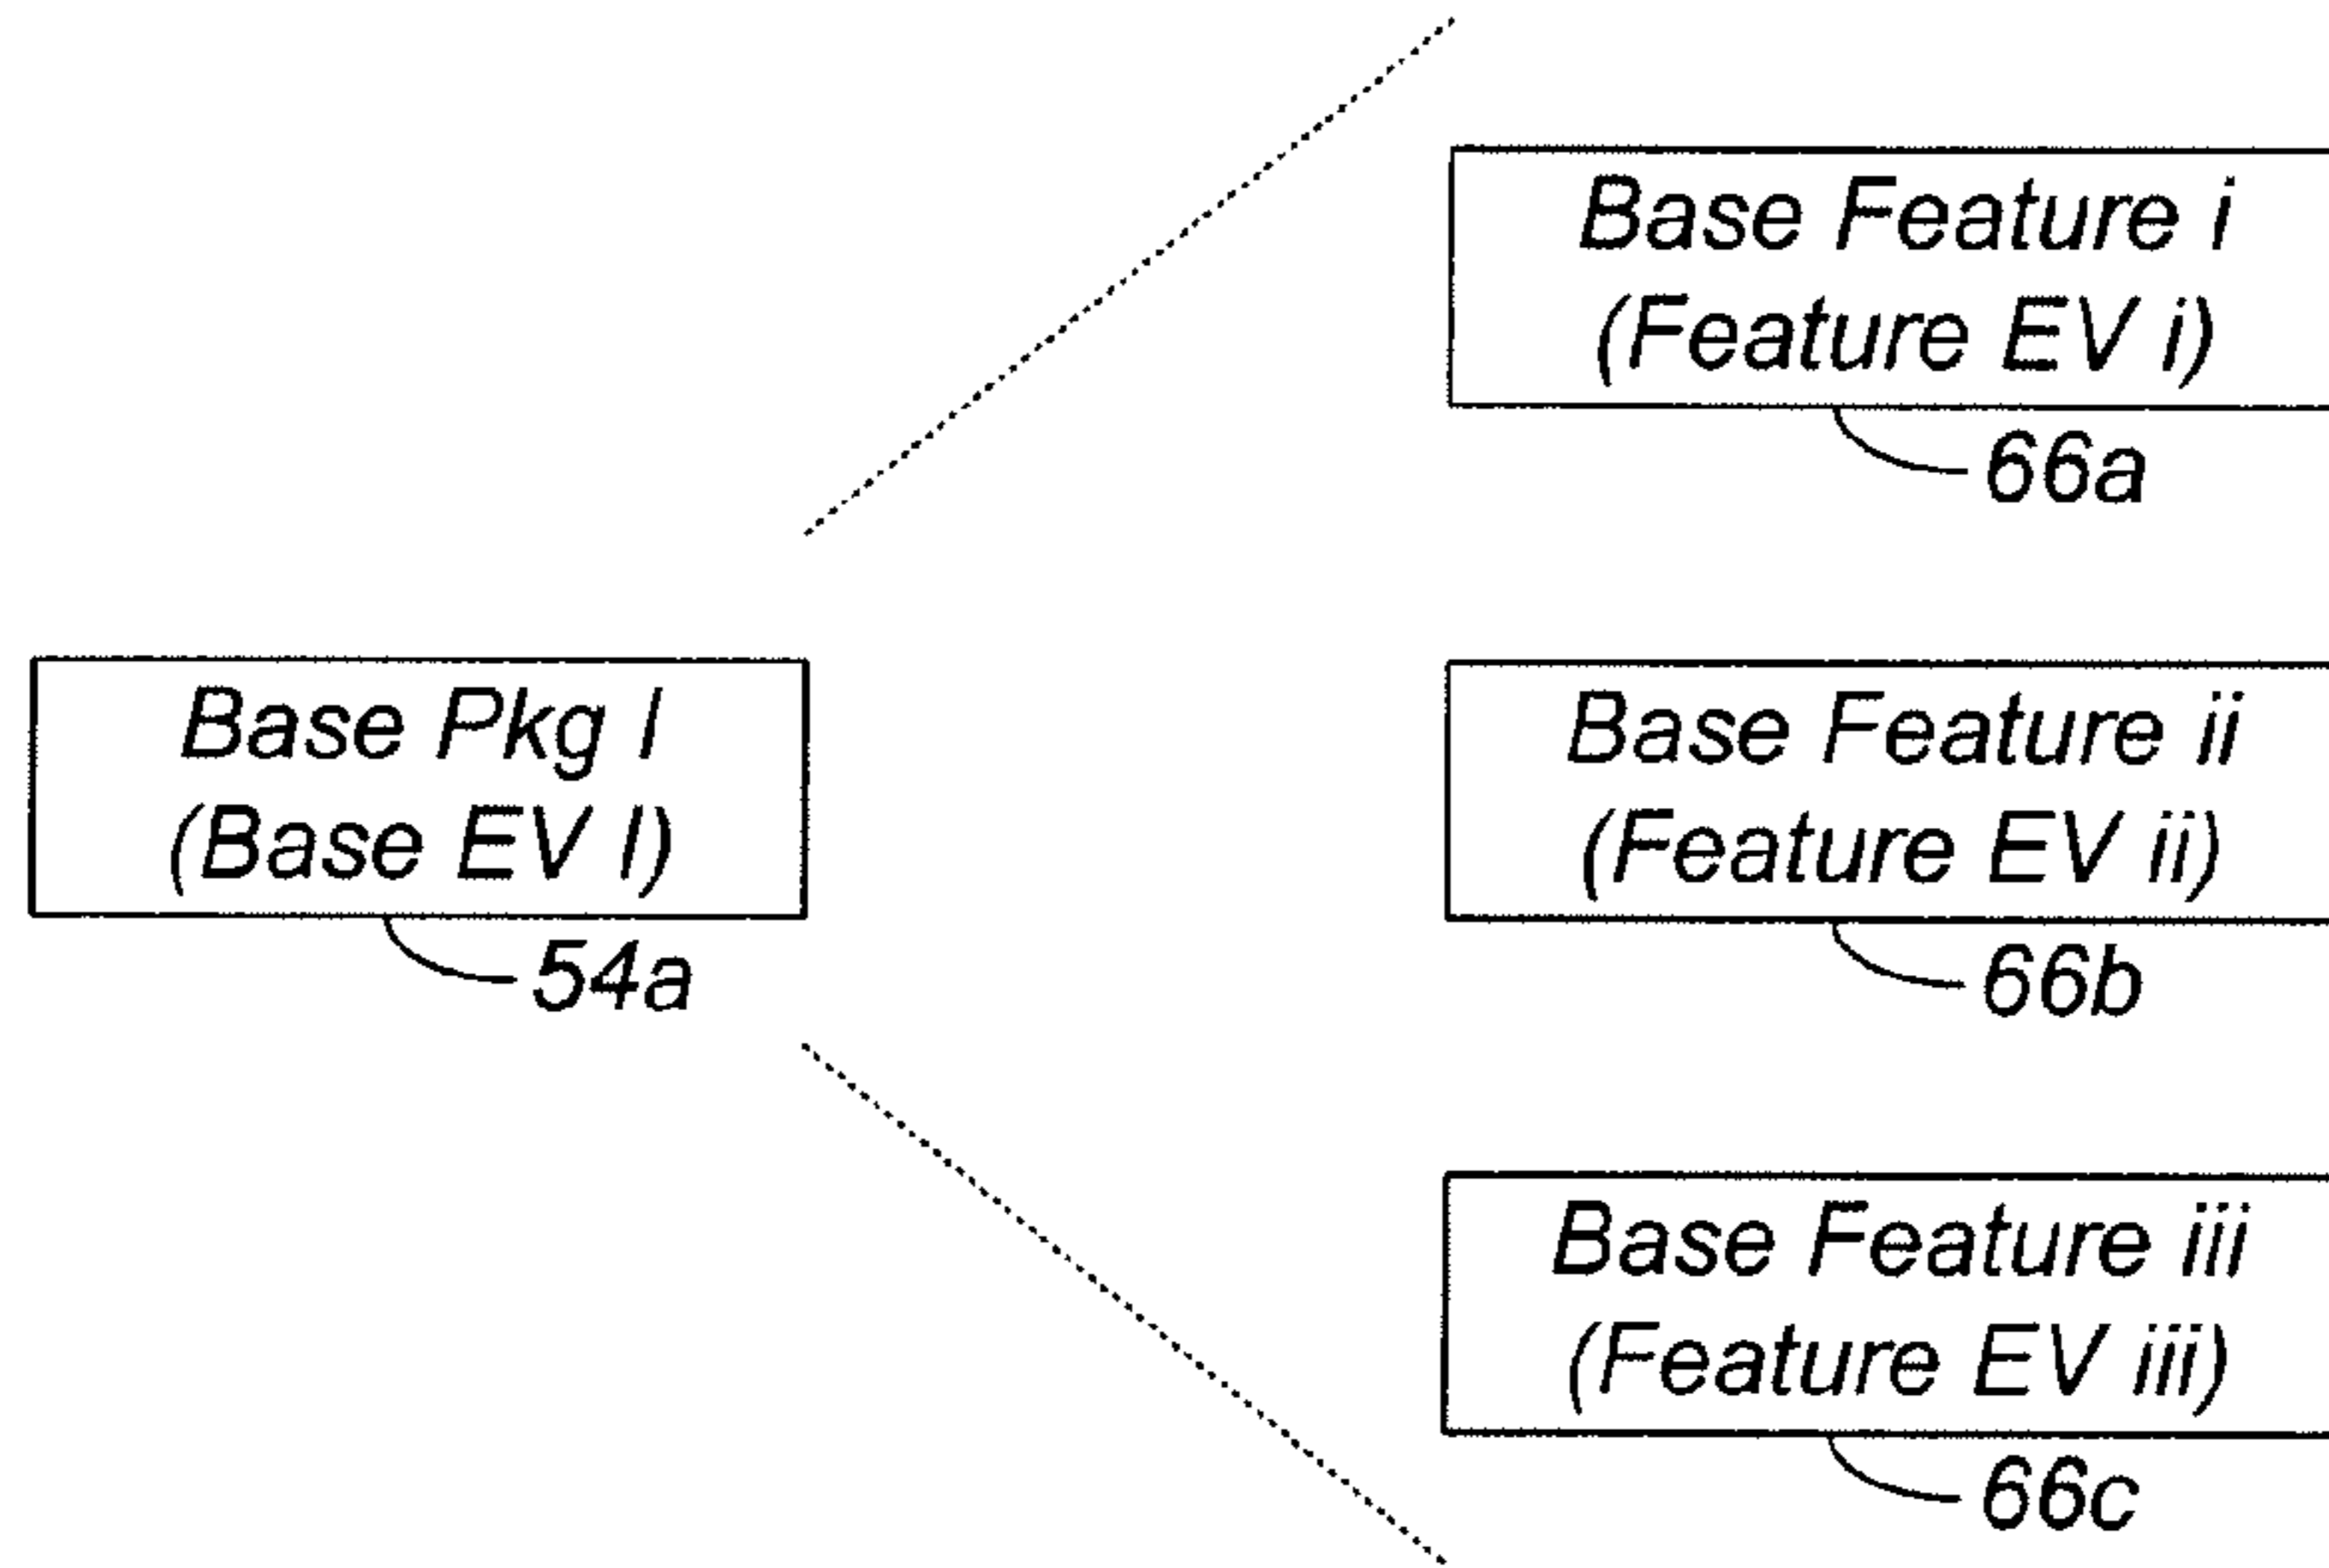 Base Feature i
(Feature EV i)
66a
Base Pkg I
(Base EV I)
54a
Base Feature ii
(Feature EV ii)
66b
Base Feature iii
(Feature EV iii)
66c